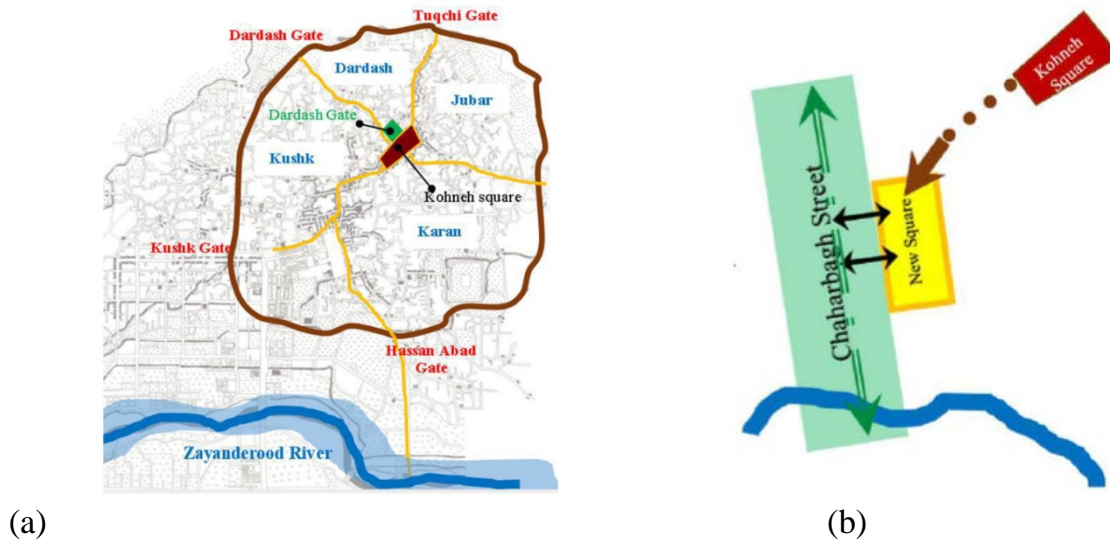 Tuqchi Gate
Dardash Gate
Dardash
Jubar
Dardash Gate
Kushk
Kohneh square
Karan
Kushk Gate
Hassan Abad
Gate
Zayanderood River
(a)
Kohneh
Square
Chaharbagh Street
New Square
(b)